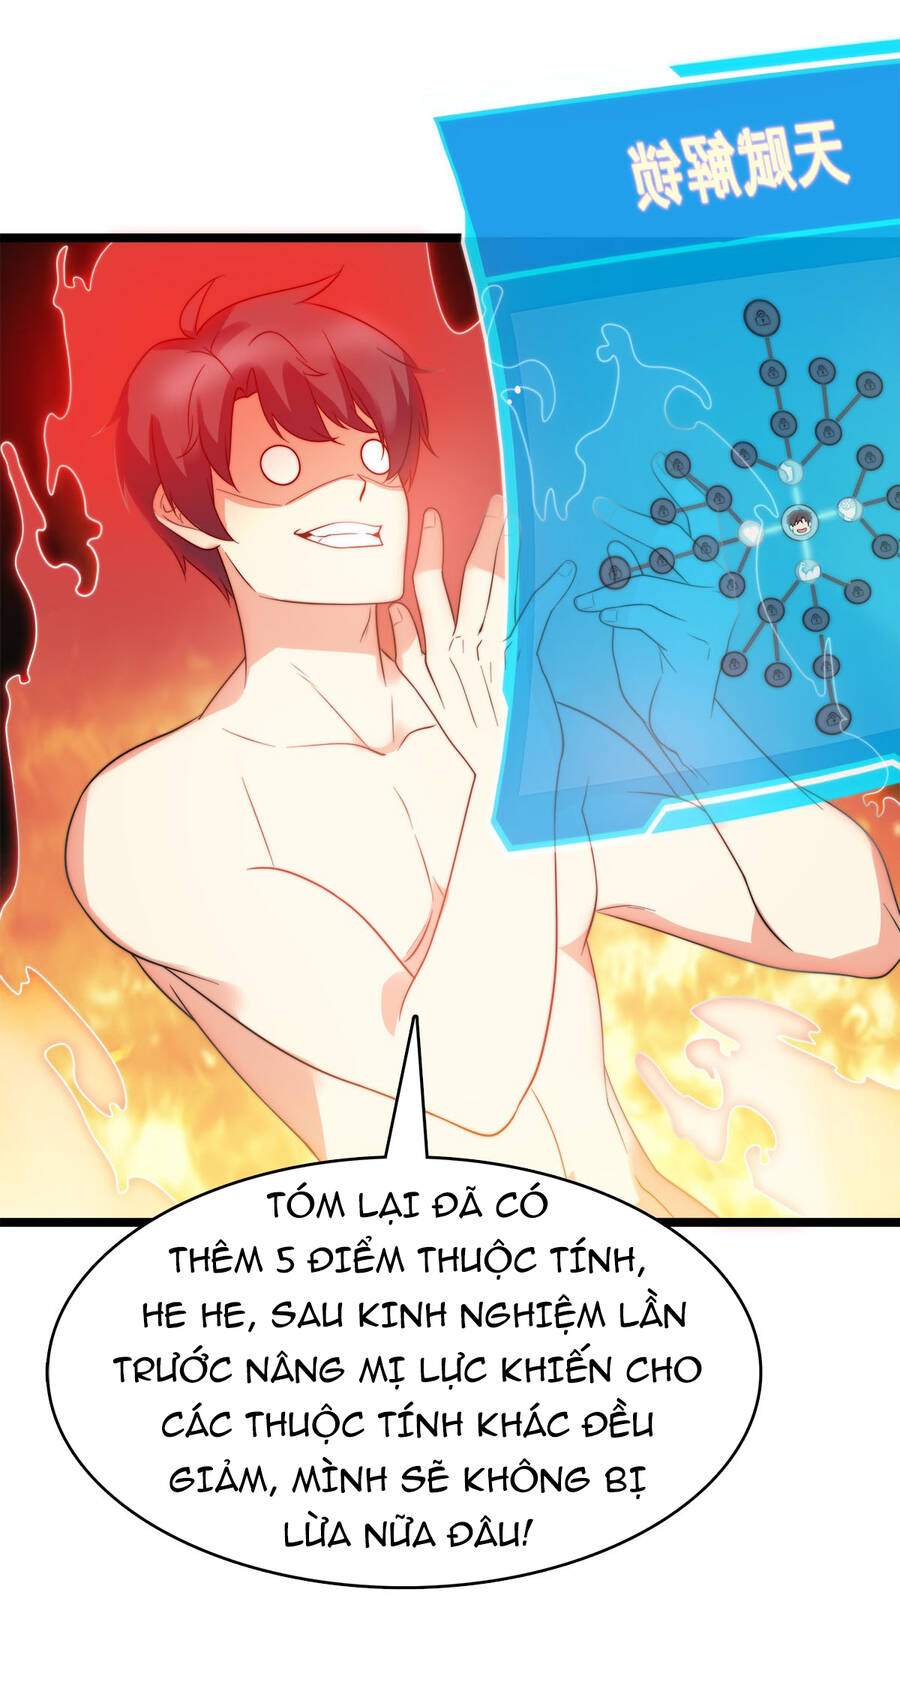 天赋解锁
TÓM LẠI ĐÃ CÓ
THÊM 5 ĐIỂM THUỘC TÍNH,
HE HE, SAU KINH NGHIỆM LẦN
TRƯỚC NÂNG MỊ LỰC KHIẾN CHO
CÁC THUỘC TÍNH KHÁC ĐỀU
GIẢM, MÌNH SẼ KHÔNG BỊ
LỪA NỮA ĐÂU!